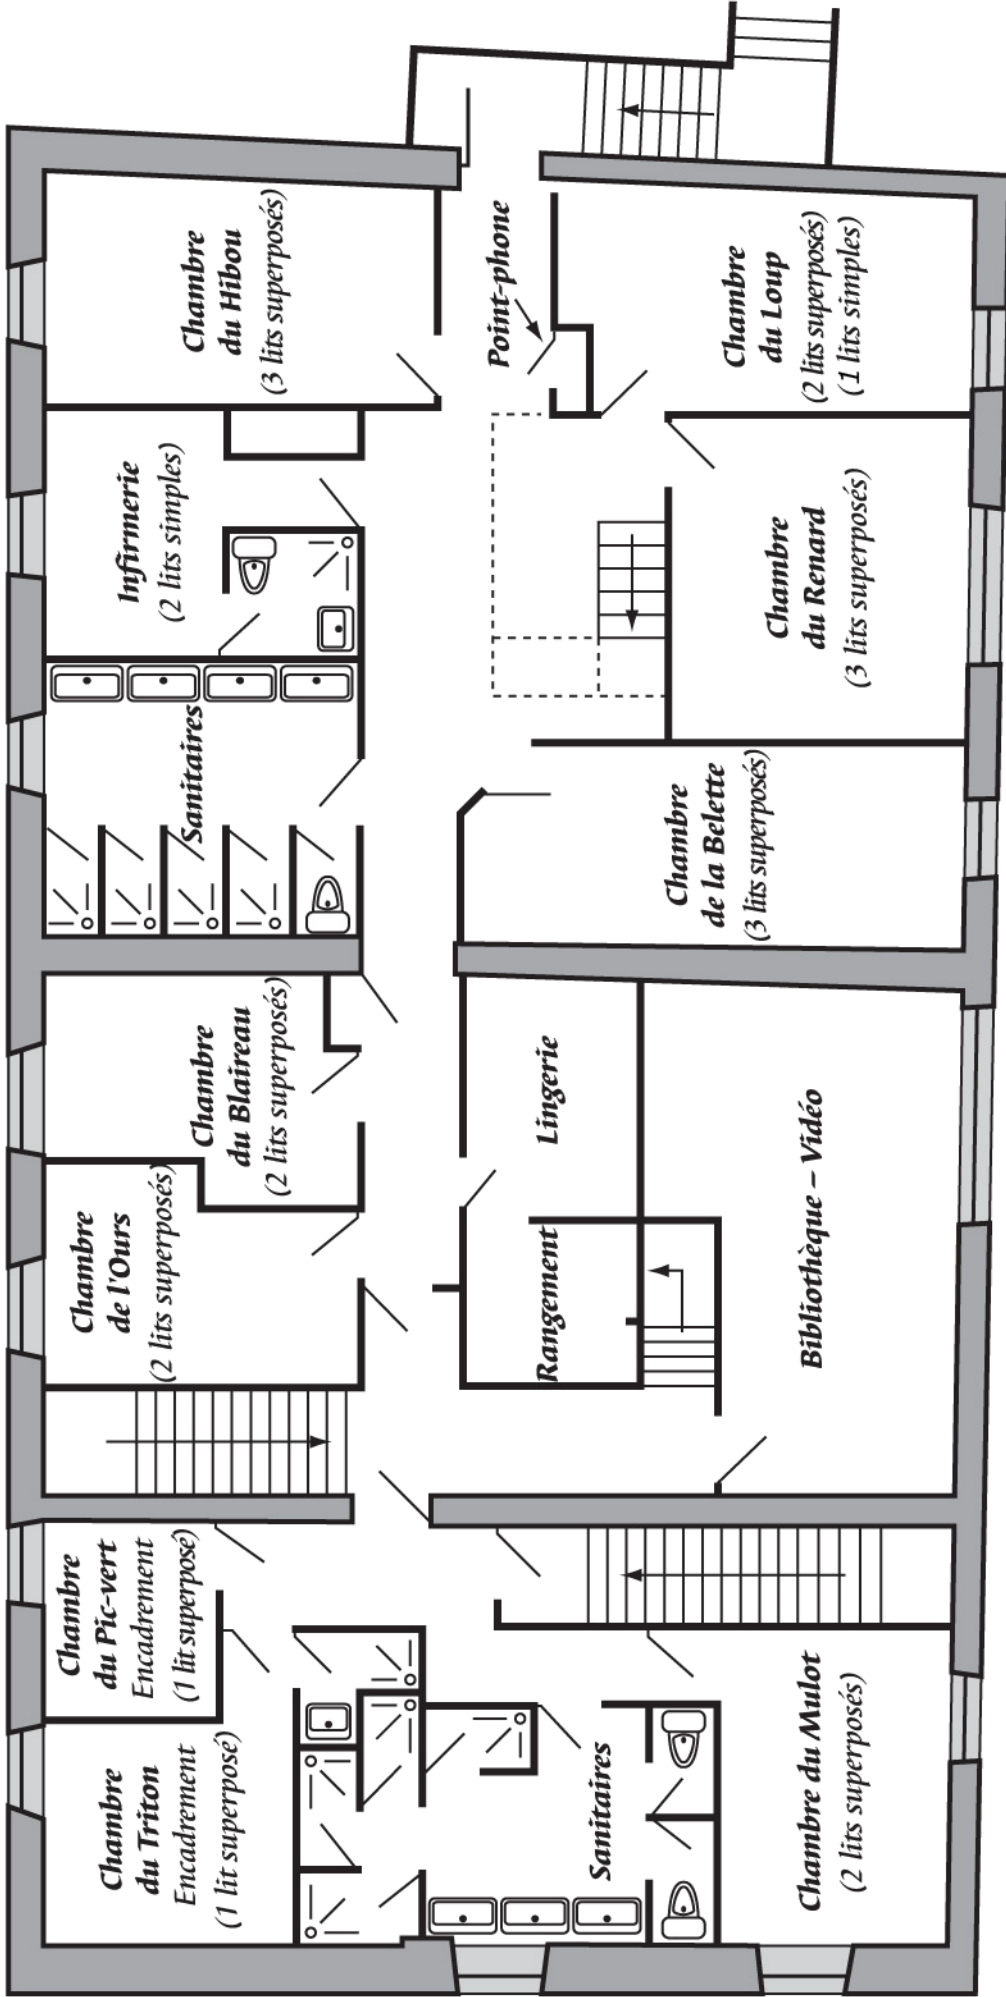 Chambre
du Triton
Encadrement
(1 lit superposé)
Chambre
du Pic-vert
Encadrement
(1 lit superposé)
Chambre
de l'Ours
(2 lits superposés)
Chambre
du Blaireau
(2 lits superposés)
Sanitaires
Infirmerie
(2 lits simples)
Chambre
du Hibou
(3 lits superposés)
Sanitaires
Rangement
Lingerie
Point-phone
Chambre du Mulot
(2 lits superposés)
Bibliothèque – Vidéo
Chambre
de la Belette
(3 lits superposés)
Chambre
du Renard
(3 lits superposés)
Chambre
du Loup
(2 lits superposés)
(1 lits simples)